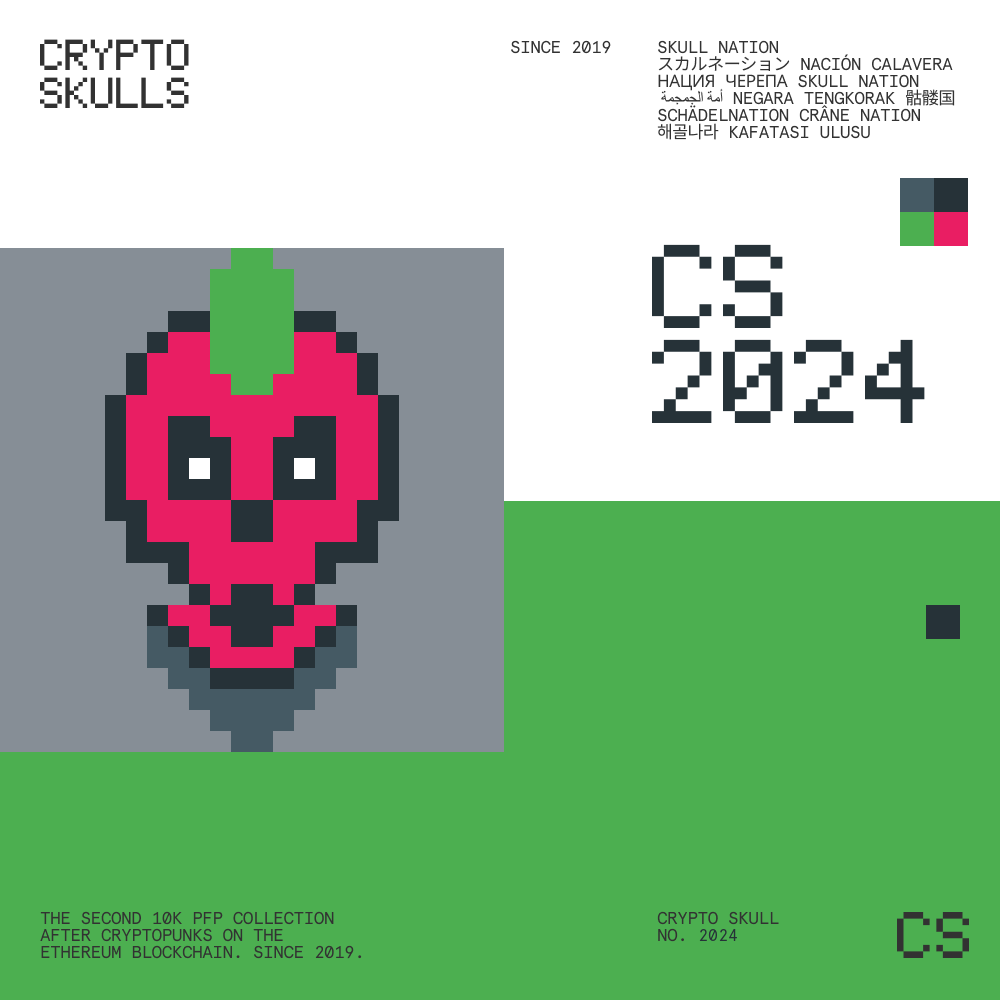 CRYPTO
SKULLS
SINCE 2019
SKULL NATION
スカルネーション NACIÓN CALAVERA
НАЦИЯ ЧЕРЕПА SKULL NATION
أمة الجمجمة NEGARA TENGKORAK 骷髅国
SCHÄDELNATION CRÂNE NATION
해골나라 KAFATASI ULUSU
CS
2024
THE SECOND 10K PFP COLLECTION
AFTER CRYPTOPUNKS ON THE
ETHEREUM BLOCKCHAIN. SINCE 2019.
CRYPTO SKULL
NO. 2024
CS